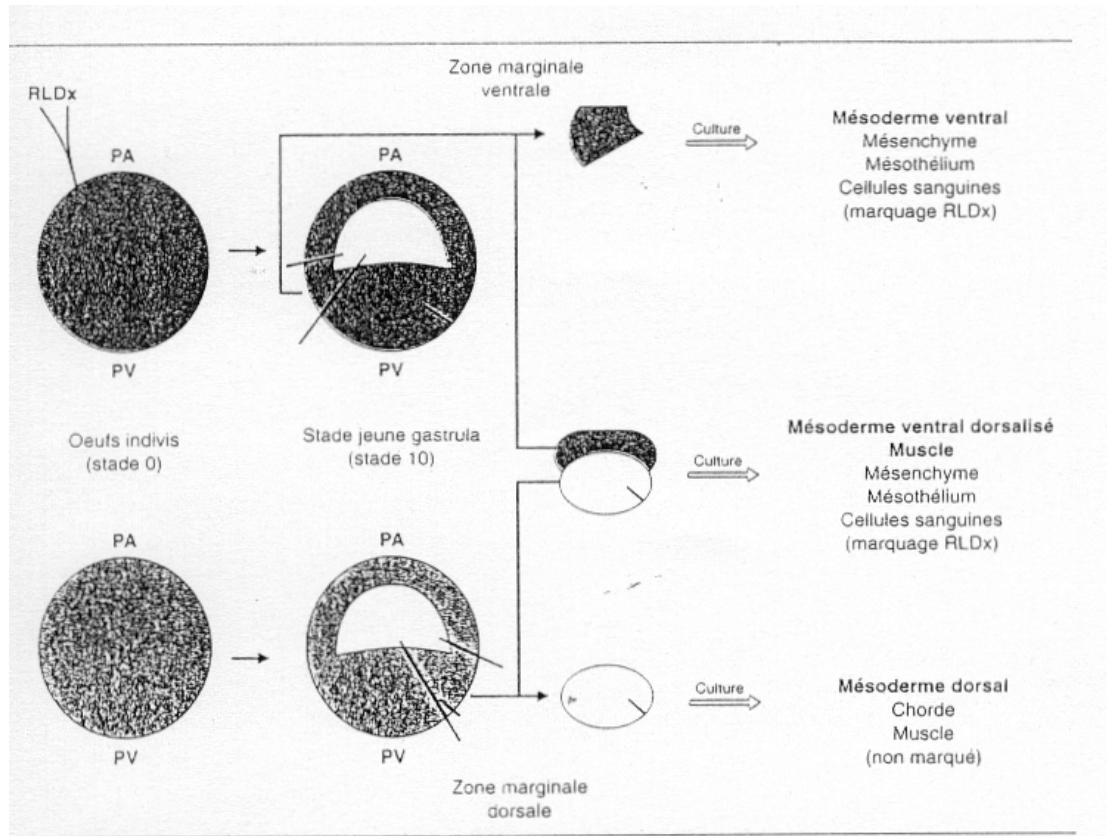 Zone marginale
ventrale
RLDx
PA
PA
Culture
Mésoderme ventral
Mésenchyme
Mésothélium
Cellules sanguines
(marquage RLDx)
PV
PV
Oeufs indivis
(stade 0)
Stade jeune gastrula
(stade 10)
Culture
Mésoderme ventral dorsalisé
Muscle
Mésenchyme
Mésothélium
Cellules sanguines
(marquage RLDx)
PA
PA
Culture
Mésoderme dorsal
Chorde
Muscle
(non marqué)
PV
PV
Zone marginale
dorsale